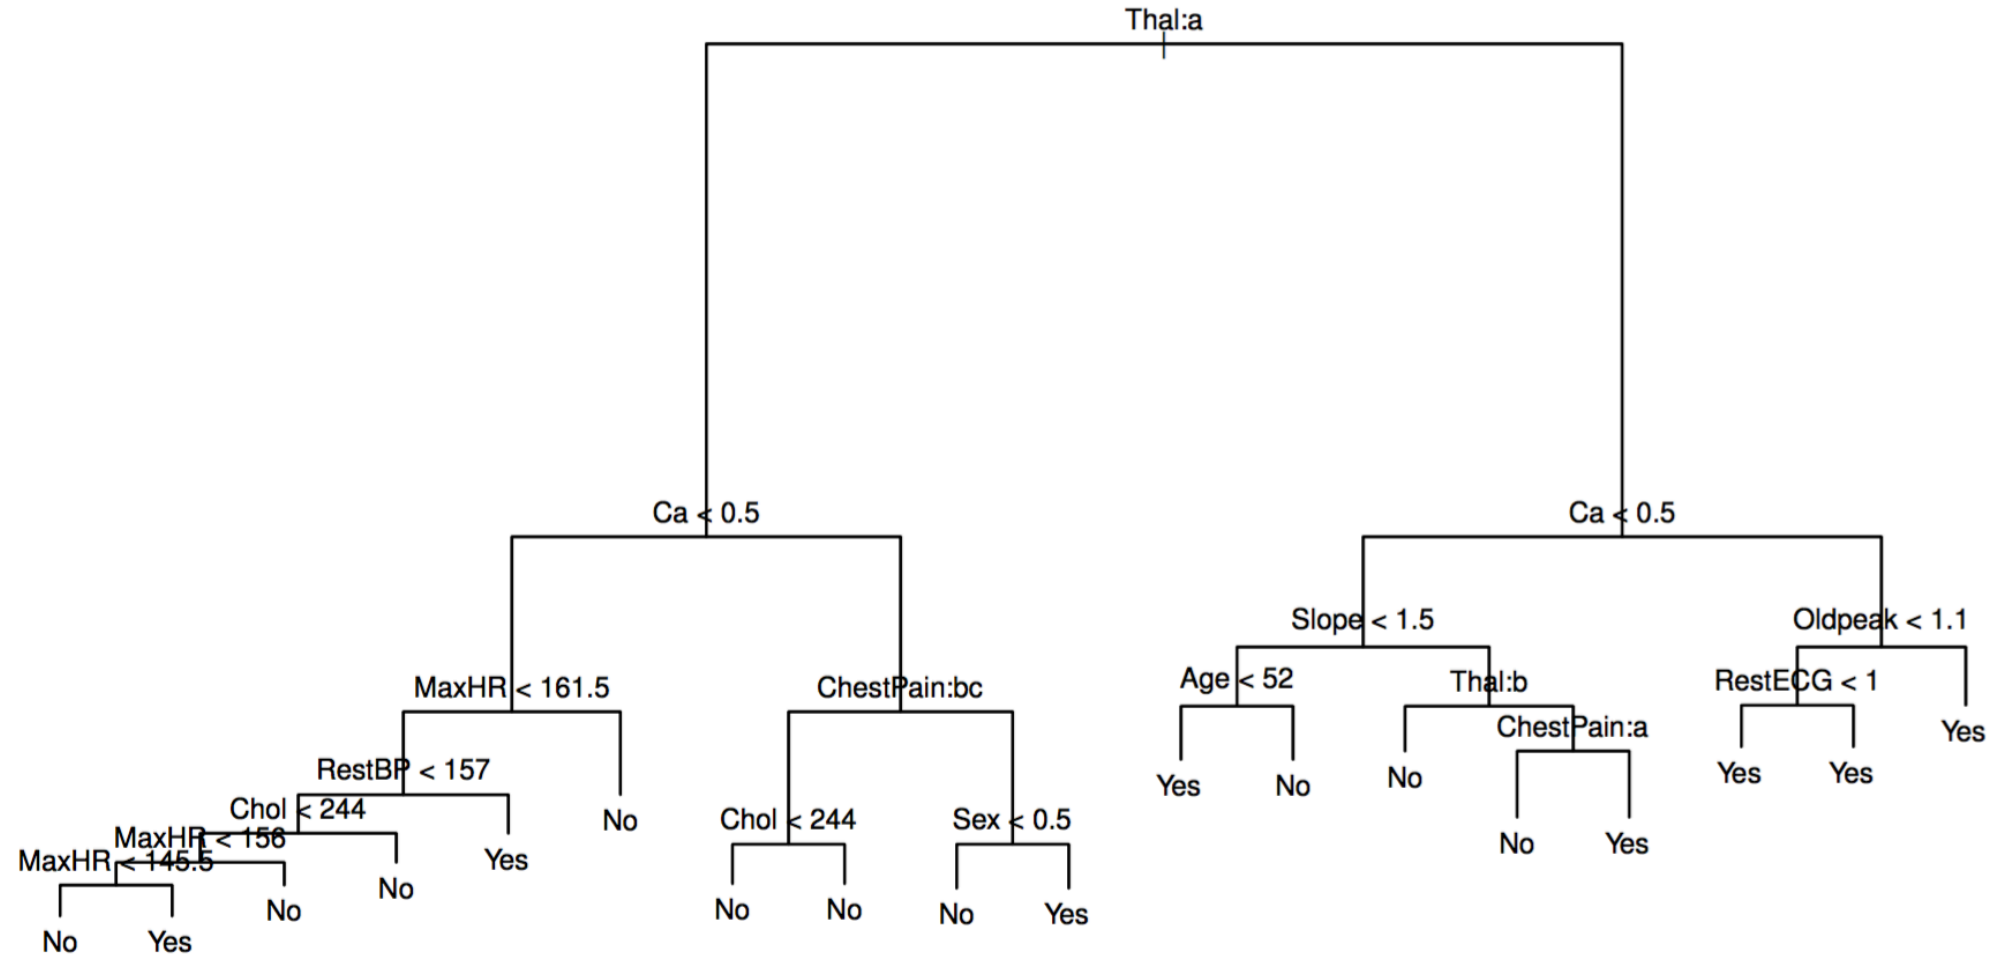 Thal:a
Ca < 0.5
Ca < 0.5
Slope < 1.5
Oldpeak < 1.1
MaxHR < 161.5
ChestPain:bc
Age < 52
Thal:b
RestECG < 1
ChestPain:a
Yes
RestBP < 157
Yes
No
No
Yes
Yes
Chol < 244
No
Chol < 244
Sex < 0.5
MaxHR < 156
No
Yes
MaxHR < 145.5
Yes
No
No
No
No
No
Yes
No
Yes